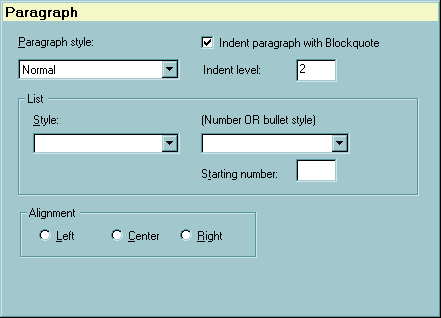 Paragraph
Paragraph style:
Indent paragraph with Blockquote
Normal
Indent level: 2
List
Style:
(Number OR bullet style)
Starting number:
Alignment
Left Center Right